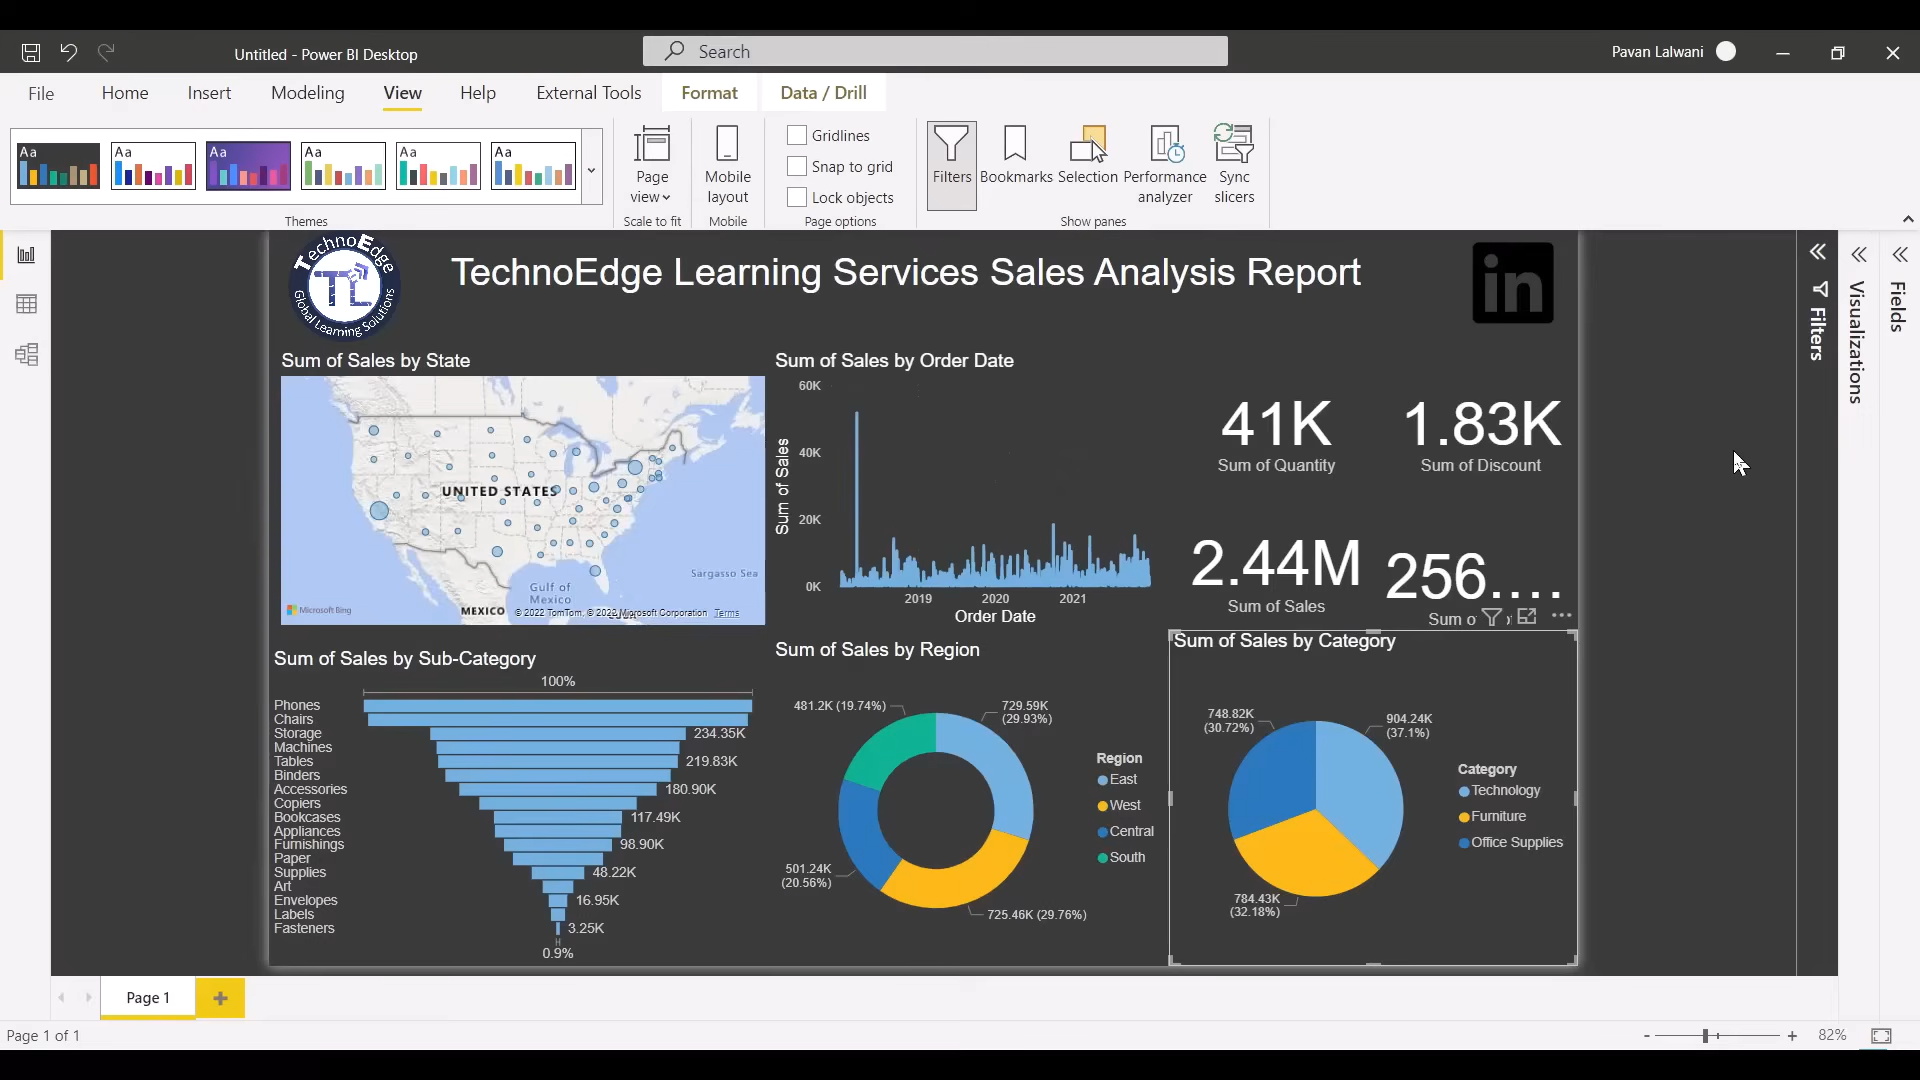 Untitled - Power BI Desktop
Search
Pavan Lalwani
File
Home
Insert
Modeling
View
Help
External Tools
Format
Data / Drill
Aa
Aa
Aa
Aa
Aa
Aa
Themes
Page
view
Scale to fit
Mobile
layout
Mobile
Gridlines
Snap to grid
Lock objects
Page options
Filters
Bookmarks
Selection
Performance
analyzer
Sync
slicers
Show panes
TechnoEdge
TL
Global Learning Solutions
TechnoEdge Learning Services Sales Analysis Report
in
Filters
Visualizations
Fields
Sum of Sales by State
UNITED STATES
Sargasso Sea
Gulf of
Mexico
MEXICO
Microsoft Bing
© 2022 TomTom, © 2022 Microsoft Corporation Terms
Sum of Sales by Order Date
Sum of Sales
60K
40K
20K
0K
2019
2020
2021
Order Date
41K
Sum of Quantity
1.83K
Sum of Discount
2.44M
Sum of Sales
256....
Sum o
Sum of Sales by Sub-Category
100%
Phones
Chairs
Storage
234.35K
Machines
Tables
219.83K
Binders
Accessories
180.90K
Copiers
Bookcases
117.49K
Appliances
Furnishings
98.90K
Paper
Supplies
48.22K
Art
Envelopes
16.95K
Labels
Fasteners
3.25K
0.9%
Sum of Sales by Region
481.2K (19.74%)
729.59K
(29.93%)
501.24K
(20.56%)
725.46K (29.76%)
Region
East
West
Central
South
Sum of Sales by Category
748.82K
(30.72%)
904.24K
(37.1%)
784.43K
(32.18%)
Category
Technology
Furniture
Office Supplies
Page 1
Page 1 of 1
82%